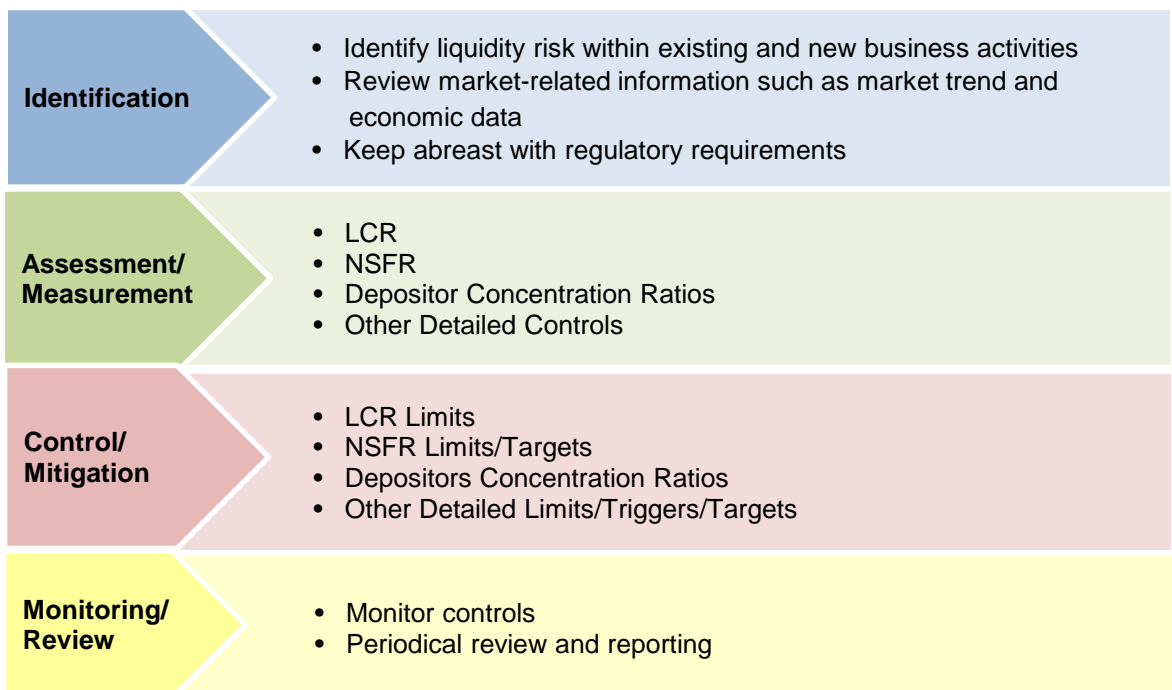 Identification
• Identify liquidity risk within existing and new business activities
• Review market-related information such as market trend and
economic data
• Keep abreast with regulatory requirements
Assessment/
Measurement
• LCR
• NSFR
• Depositor Concentration Ratios
• Other Detailed Controls
Control/
Mitigation
• LCR Limits
• NSFR Limits/Targets
• Depositors Concentration Ratios
• Other Detailed Limits/Triggers/Targets
Monitoring/
Review
• Monitor controls
• Periodical review and reporting